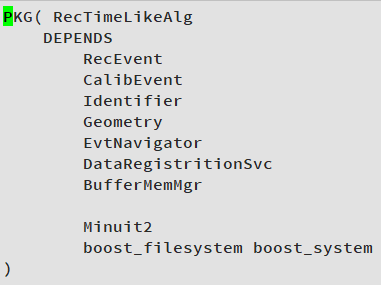 PKG( RecTimeLikeAlg
DEPENDS
RecEvent
CalibEvent
Identifier
Geometry
EvtNavigator
DataRegistritionSvc
BufferMemMgr
Minuit2
boost_filesystem boost_system
)